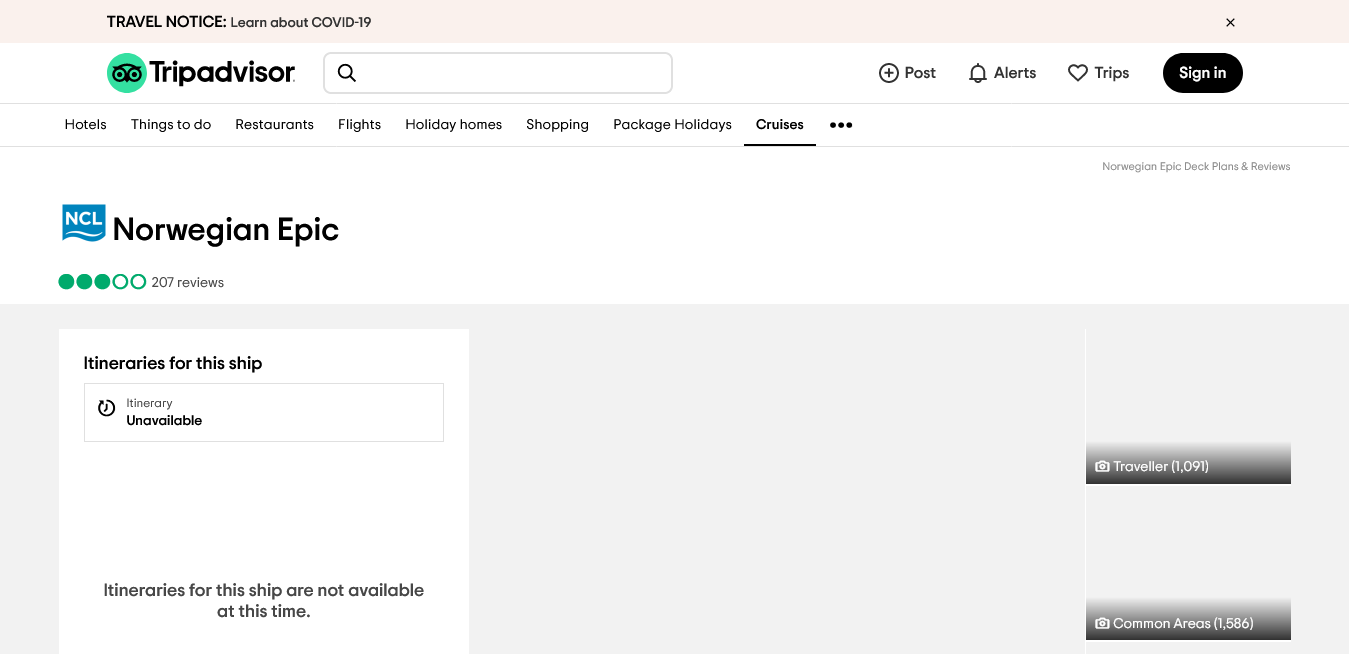 TRAVEL NOTICE: Learn about COVID-19
Tripadvisor
Post
Alerts
Trips
Sign in
Hotels
Things to do
Restaurants
Flights
Holiday homes
Shopping
Package Holidays
Cruises
Norwegian Epic Deck Plans & Reviews
NCL
Norwegian Epic
207 reviews
Itineraries for this ship
Itinerary
Unavailable
Traveller (1,091)
Itineraries for this ship are not available
at this time.
Common Areas (1,586)